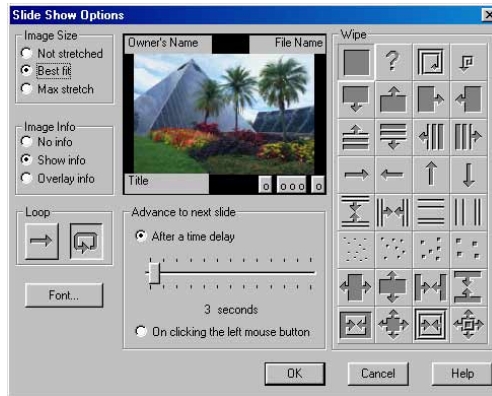 Slide Show Options
Image Size
Not stretched
Best fit
Max stretch
Image Info
No info
Show info
Overlay info
Loop
Font...
Owner's Name File Name
Title
o o o o o
Advance to next slide
After a time delay
3 seconds
On clicking the left mouse button
Wipe
?
OK Cancel Help